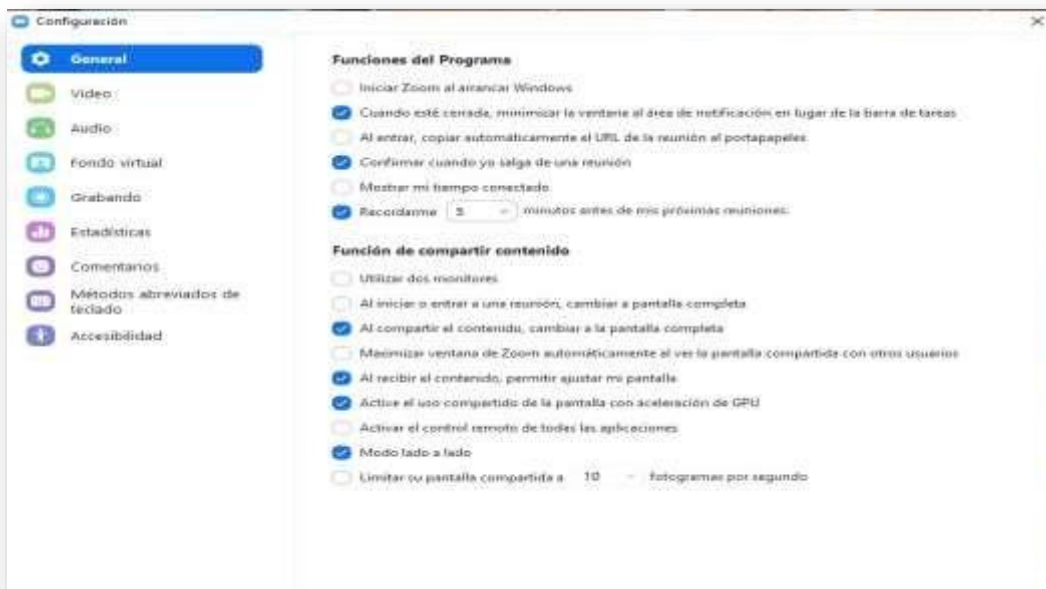 Configuración
General
Video
Audio
Fondo virtual
Grabando
Estadísticas
Comentarios
Métodos abreviados de
teclado
Accesibilidad
Funciones del Programa
Iniciar Zoom al arrancar Windows
Cuando esté cerrada, minimizar la ventana al área de notificación en lugar de la barra de tareas
Al entrar, copiar automáticamente el URL de la reunión al portapapeles
Confirmar cuando yo salga de una reunión
Mostrar mi tiempo conectado
Recordarme 5 minutos antes de mis próximas reuniones.
Función de compartir contenido
Utilizar dos monitores
Al iniciar o entrar a una reunión, cambiar a pantalla completa
Al compartir el contenido, cambiar a la pantalla completa
Maximizar ventana de Zoom automáticamente al ver la pantalla compartida con otros usuarios
Al recibir el contenido, permitir ajustar mi pantalla
Active el uso compartido de la pantalla con aceleración de GPU
Activar el control remoto de todas las aplicaciones
Modo lado a lado
Limitar su pantalla compartida a 10 fotogramas por segundo